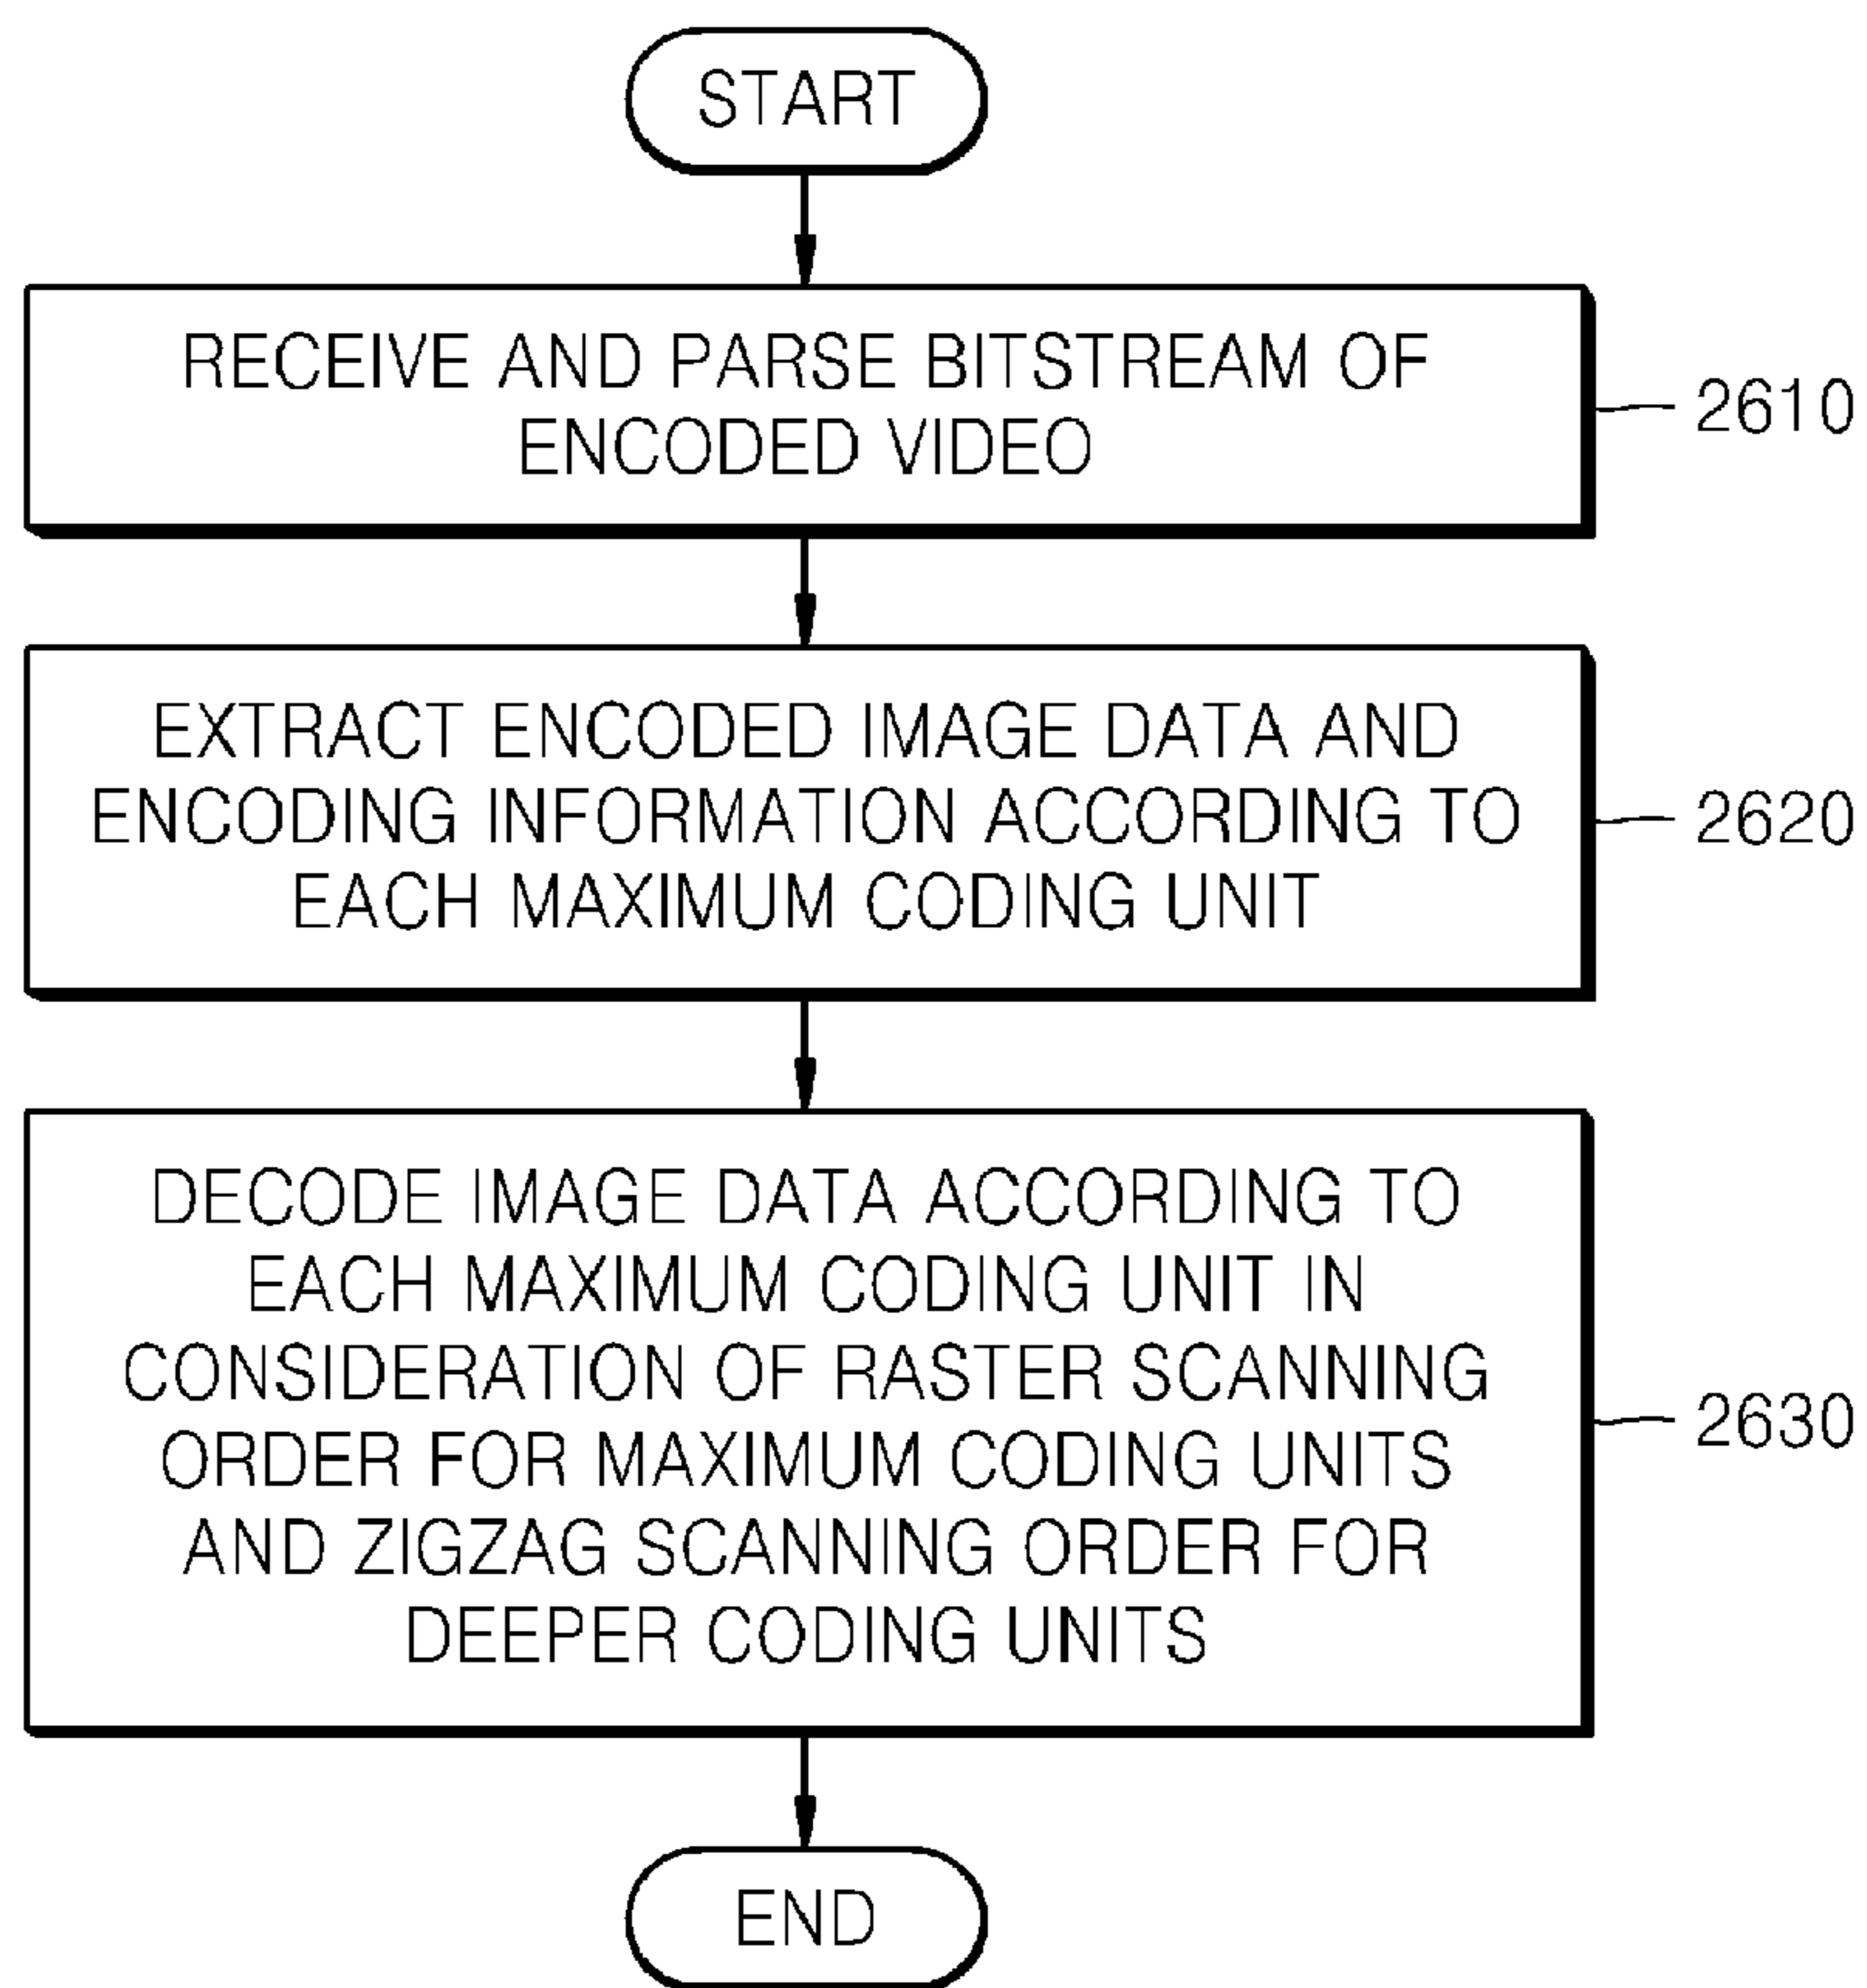 START
RECEIVE AND PARSE BITSTREAM OF
ENCODED VIDEO
2610
EXTRACT ENCODED IMAGE DATA AND
ENCODING INFORMATION ACCORDING TO
EACH MAXIMUM CODING UNIT
2620
DECODE IMAGE DATA ACCORDING TO
EACH MAXIMUM CODING UNIT IN
CONSIDERATION OF RASTER SCANNING
ORDER FOR MAXIMUM CODING UNITS
AND ZIGZAG SCANNING ORDER FOR
DEEPER CODING UNITS
2630
END